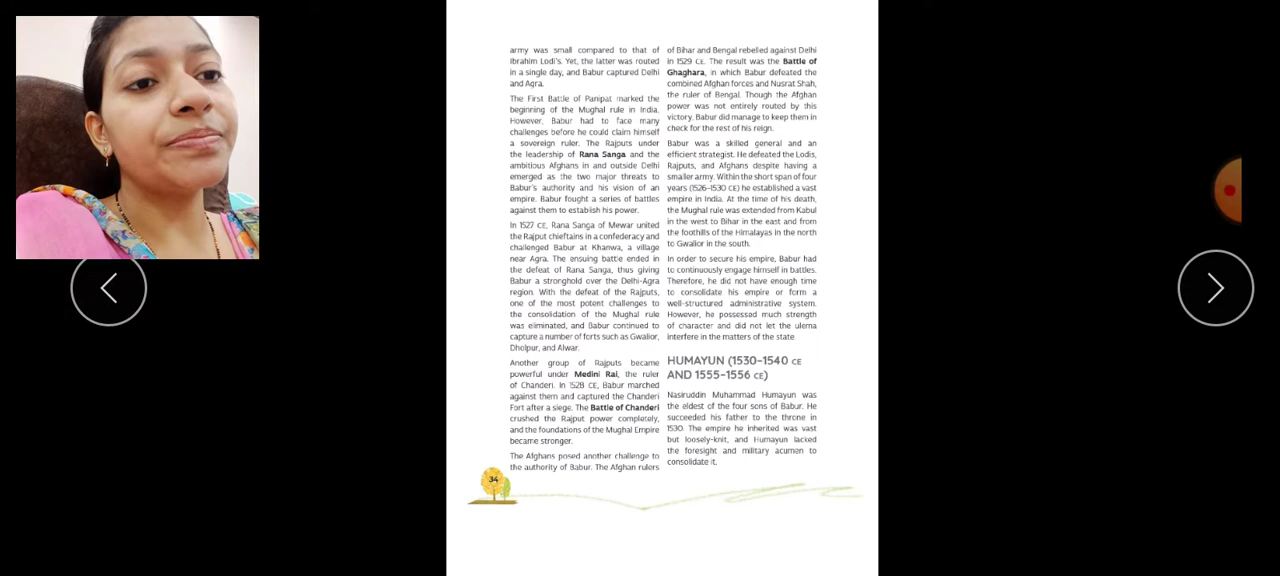 army was small compared to that of
Ibrahim Lodi's. Yet, the latter was routed
in a single day, and Babur captured Delhi
and Agra.
The First Battle of Panipat marked the
beginning of the Mughal rule in India.
However, Babur had to face many
challenges before he could claim himself
a sovereign ruler. The Rajputs under
the leadership of Rana Sanga and the
ambitious Afghans in and outside Delhi
emerged as the two major threats to
Babur's authority and his vision of an
empire. Babur fought a series of battles
against them to establish his power.
In 1527 CE, Rana Sanga of Mewar united
the Rajput chieftains in a confederacy and
challenged Babur at Khanwa, a village
near Agra. The ensuing battle ended in
the defeat of Rana Sanga, thus giving
Babur a stronghold over the Delhi-Agra
region. With the defeat of the Rajputs,
one of the most potent challenges to
the consolidation of the Mughal rule
was eliminated, and Babur continued to
capture a number of forts such as Gwalior,
Dholpur, and Alwar.
Another group of Rajputs became
powerful under Medini Rai, the ruler
of Chanderi. In 1528 CE, Babur marched
against them and captured the Chanderi
Fort after a siege. The Battle of Chanderi
crushed the Rajput power completely,
and the foundations of the Mughal Empire
became stronger.
The Afghans posed another challenge to
the authority of Babur. The Afghan rulers
of Bihar and Bengal rebelled against Delhi
in 1529 CE. The result was the Battle of
Ghaghara, in which Babur defeated the
combined Afghan forces and Nusrat Shah,
the ruler of Bengal. Though the Afghan
power was not entirely routed by this
victory, Babur did manage to keep them in
check for the rest of his reign.
Babur was a skilled general and an
efficient strategist. He defeated the Lodis,
Rajputs, and Afghans despite having a
smaller army. Within the short span of four
years (1526–1530 CE) he established a vast
empire in India. At the time of his death,
the Mughal rule was extended from Kabul
in the west to Bihar in the east and from
the foothills of the Himalayas in the north
to Gwalior in the south.
In order to secure his empire, Babur had
to continuously engage himself in battles.
Therefore, he did not have enough time
to consolidate his empire or form a
well-structured administrative system.
However, he possessed much strength
of character and did not let the ulema
interfere in the matters of the state.
HUMAYUN (1530–1540 CE
AND 1555–1556 CE)
Nasiruddin Muhammad Humayun was
the eldest of the four sons of Babur. He
succeeded his father to the throne in
1530. The empire he inherited was vast
but loosely-knit, and Humayun lacked
the foresight and military acumen to
consolidate it.
34